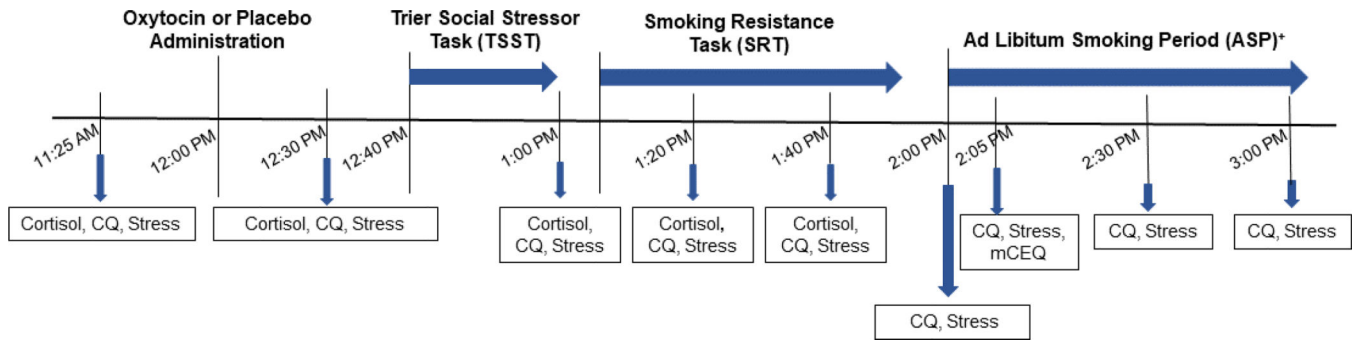 Oxytocin or Placebo
Administration
Trier Social Stressor
Task (TSST)
Smoking Resistance
Task (SRT)
Ad Libitum Smoking Period (ASP)+
11:25 AM
12:00 PM
12:30 PM
12:40 PM
1:00 PM
1:20 PM
1:40 PM
2:00 PM
2:05 PM
2:30 PM
3:00 PM
Cortisol, CQ, Stress
Cortisol, CQ, Stress
Cortisol,
CQ, Stress
Cortisol,
CQ, Stress
Cortisol,
CQ, Stress
CQ, Stress,
mCEQ
CQ, Stress
CQ, Stress
CQ, Stress